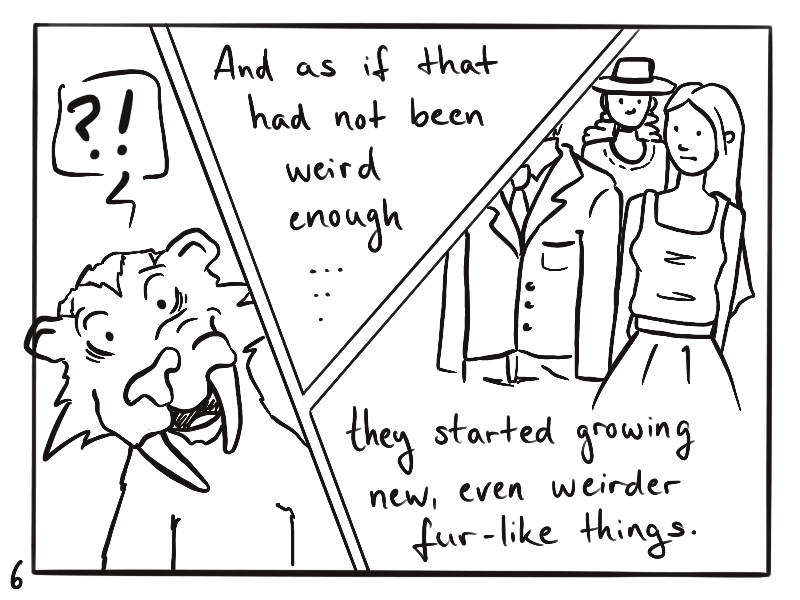 ?!
And as if that
had not been
weird
enough
...
..
.
they started growing
new, even weirder
fur-like things.
6